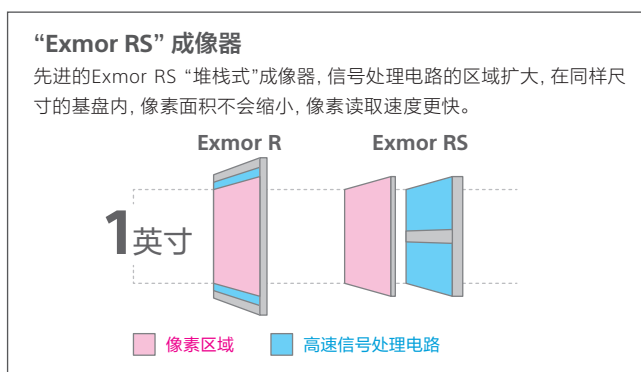 “Exmor RS” 成像器
先进的Exmor RS “堆栈式”成像器, 信号处理电路的区域扩大, 在同样尺
寸的基盘内, 像素面积不会缩小, 像素读取速度更快。
Exmor R
Exmor RS
1英寸
像素区域
高速信号处理电路